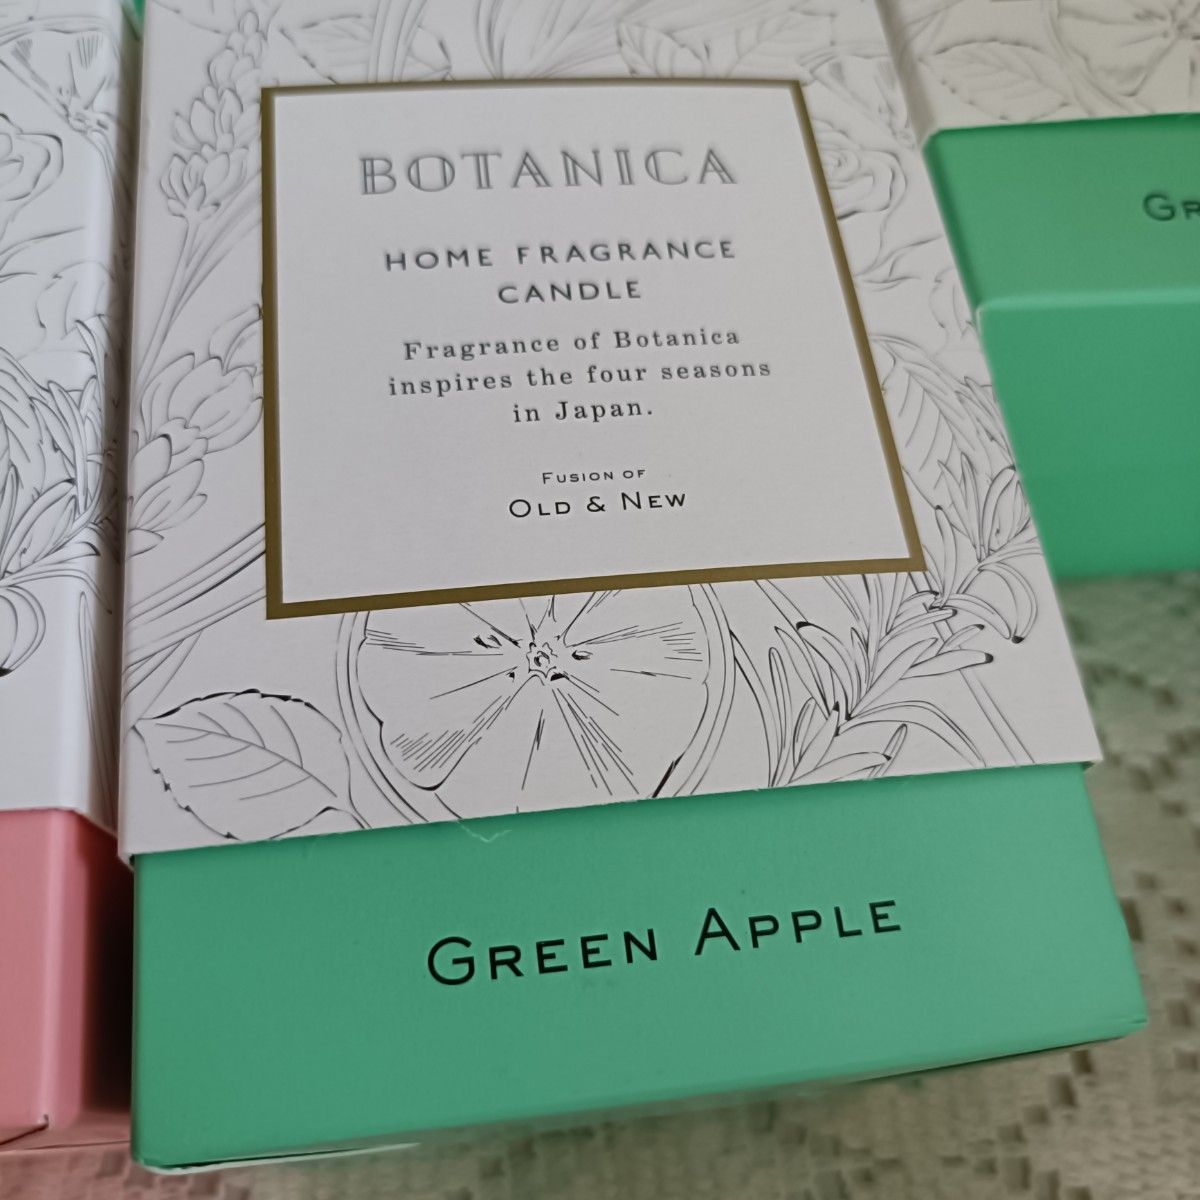 BOTANICA
HOME FRAGRANCE
CANDLE
Fragrance of Botanica
inspires the four seasons
in Japan.
FUSION OF
OLD & NEW
GREEN APPLE